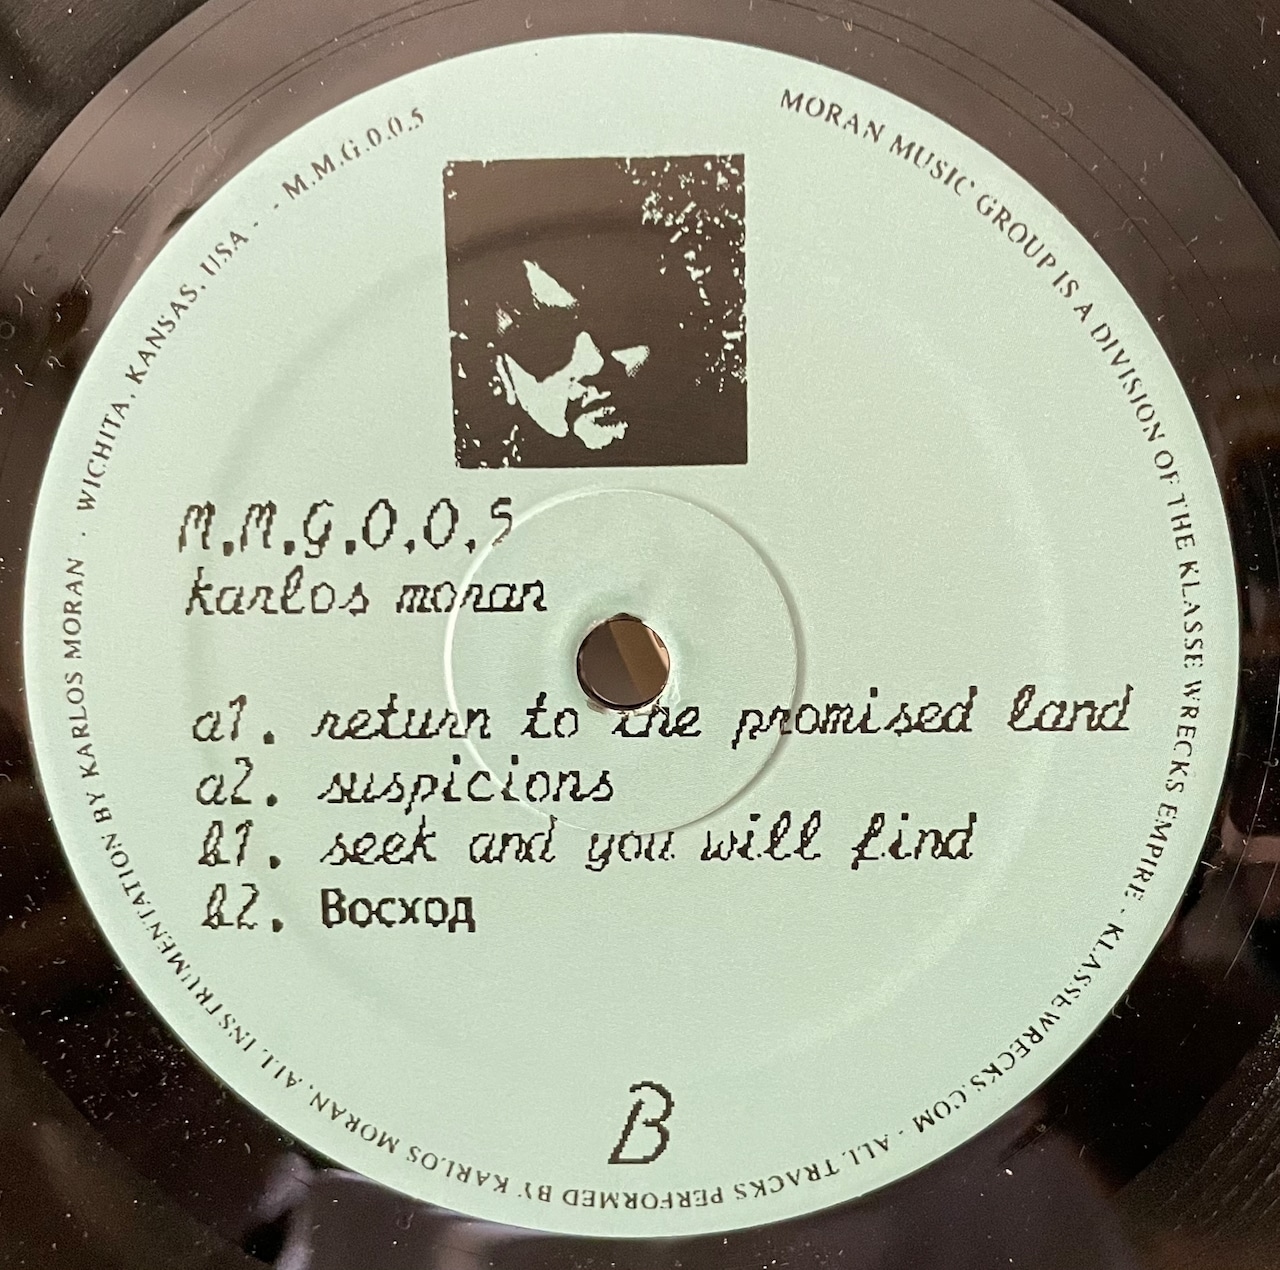 MORAN MUSIC GROUP IS A DIVISION OF THE KLASSE WRECKS EMPIRE - KLASSEWRECKS.COM - ALL TRACKS PERFORMED BY KARLOS MORAN, ALL INSTRUMENTATION BY KARLOS MORAN · WICHITA, KANSAS, USA - - M.M.G.0.0.5
M.M.G.0.0.5
karlos moran
a1. return to the promised land
a2. suspicions
b1. seek and you will find
b2. Восход
B